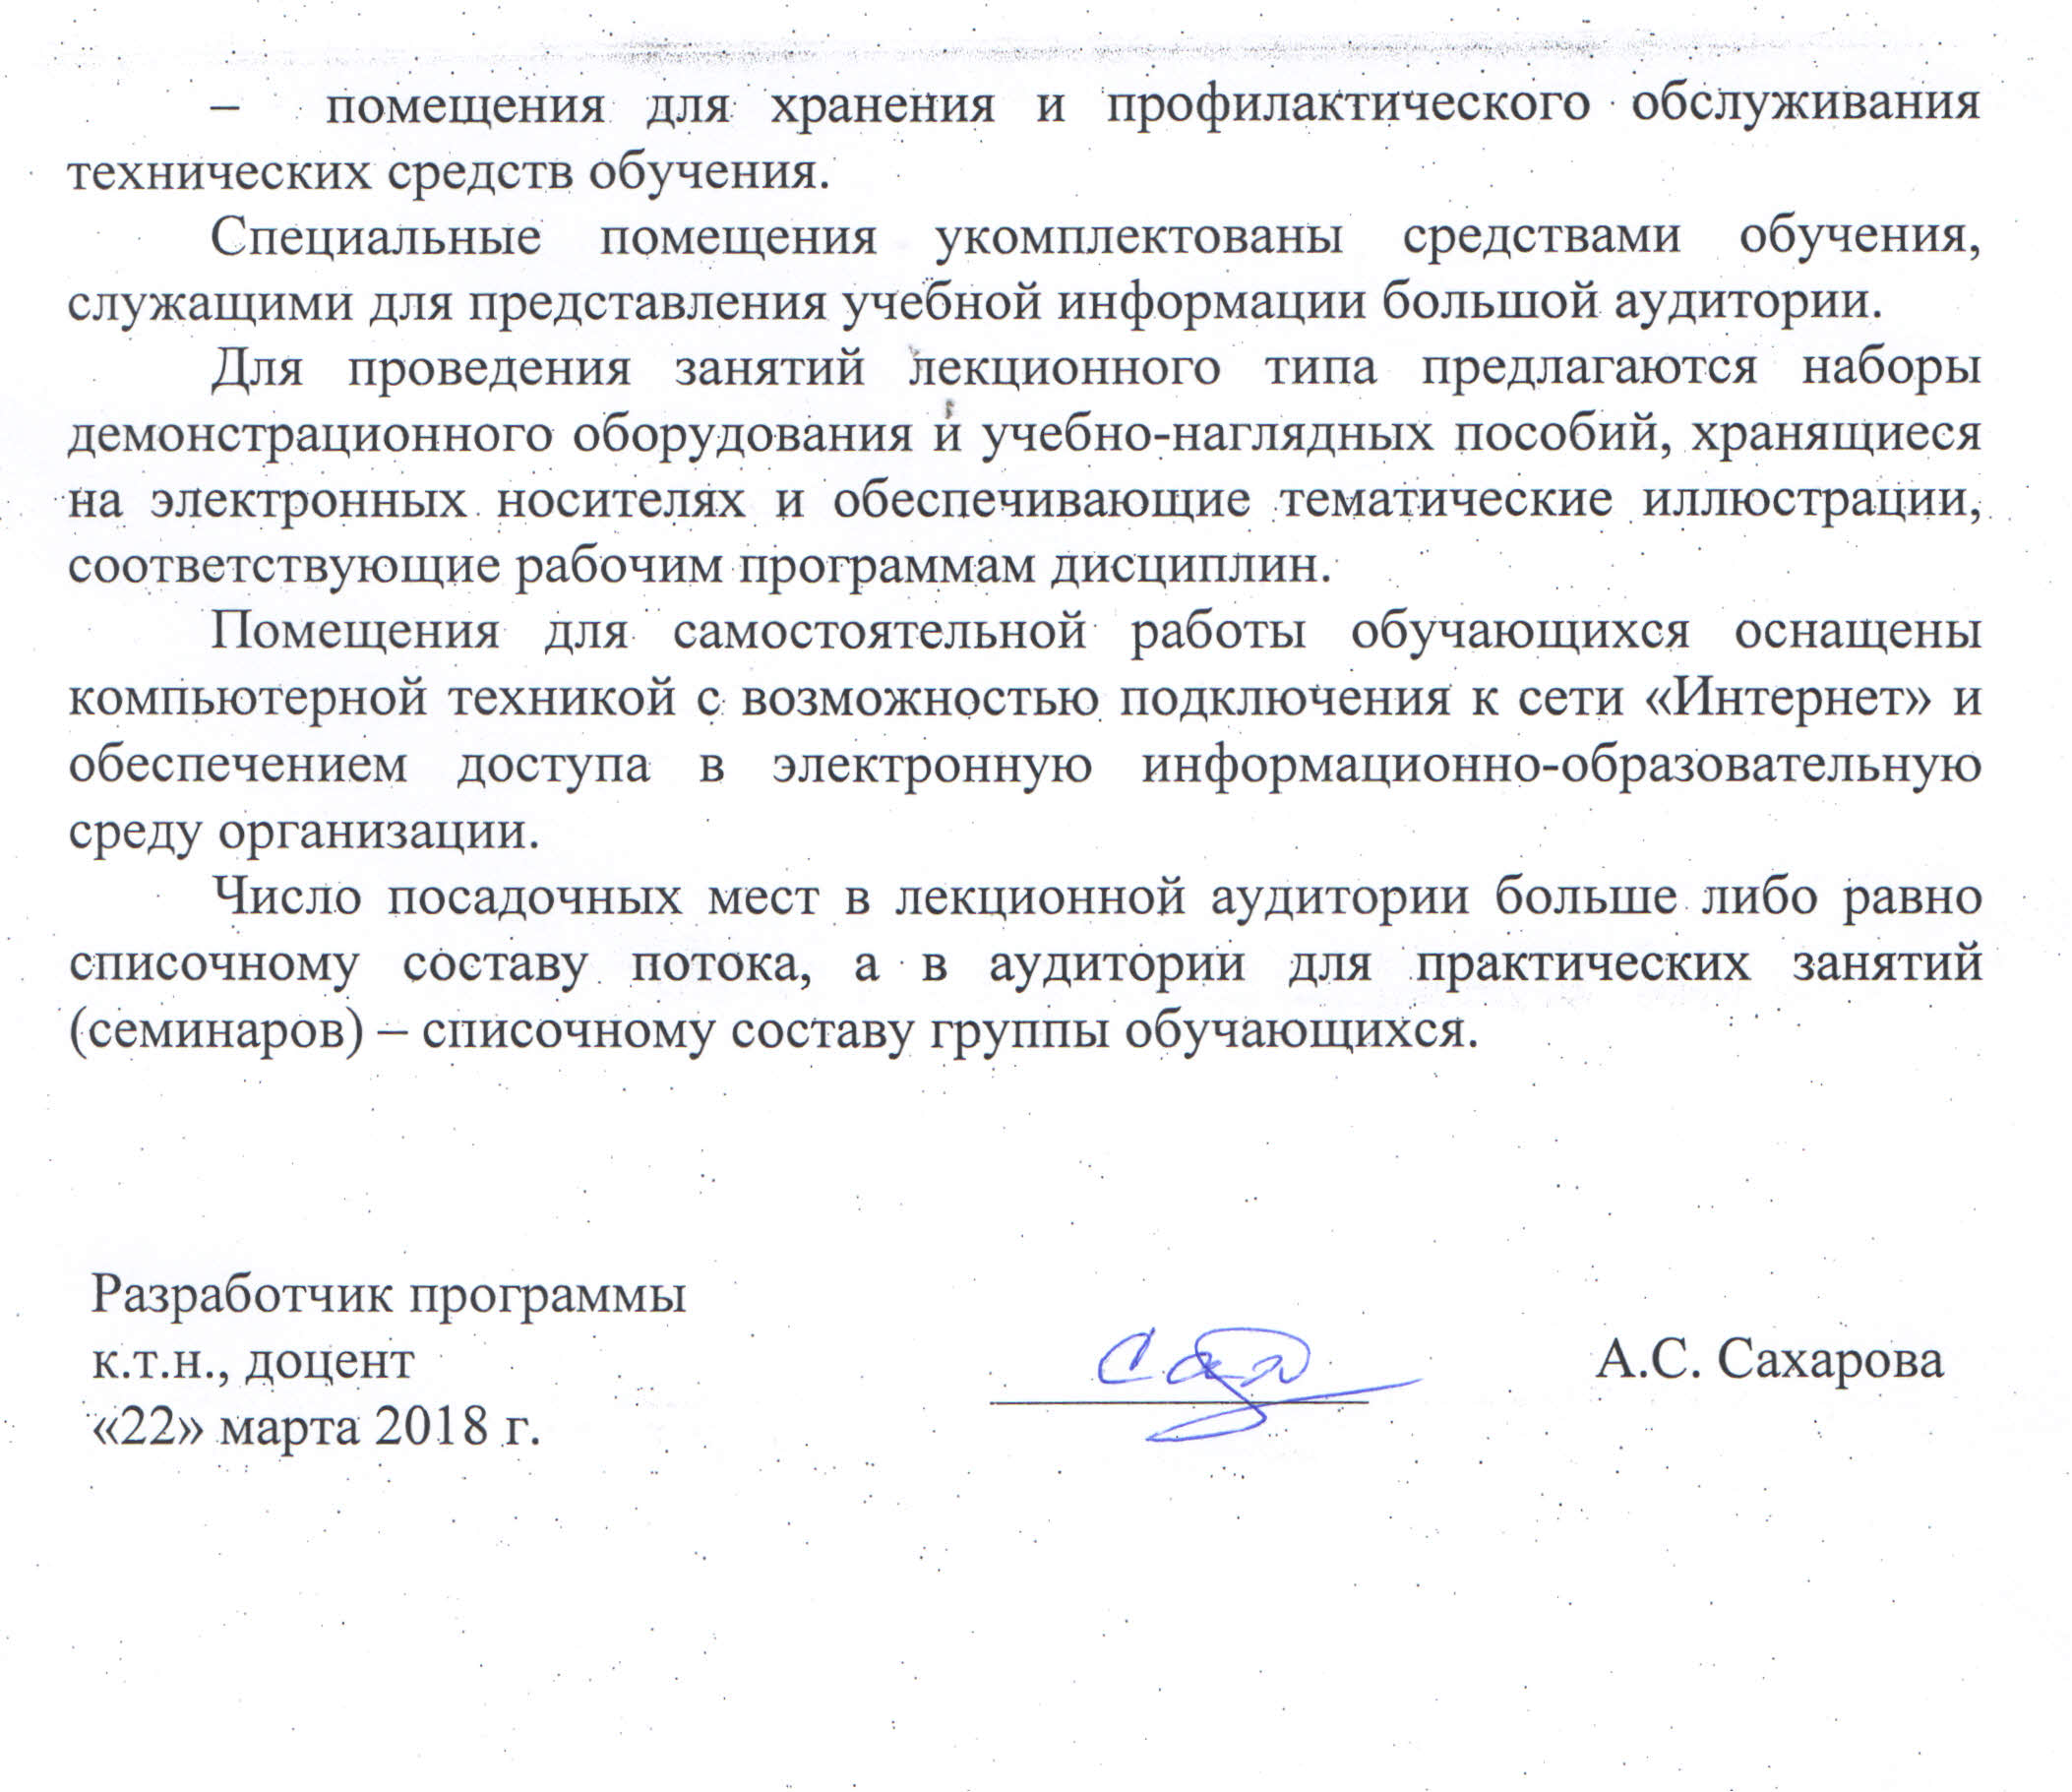 – помещения для хранения и профилактического обслуживания
технических средств обучения.
Специальные помещения укомплектованы средствами обучения,
служащими для представления учебной информации большой аудитории.
Для проведения занятий лекционного типа предлагаются наборы
демонстрационного оборудования и учебно-наглядных пособий, хранящиеся
на электронных носителях и обеспечивающие тематические иллюстрации,
соответствующие рабочим программам дисциплин.
Помещения для самостоятельной работы обучающихся оснащены
компьютерной техникой с возможностью подключения к сети «Интернет» и
обеспечением доступа в электронную информационно-образовательную
среду организации.
Число посадочных мест в лекционной аудитории больше либо равно
списочному составу потока, а в аудитории для практических занятий
(семинаров) – списочному составу группы обучающихся.
Разработчик программы
к.т.н., доцент А.С. Сахарова
«22» марта 2018 г.